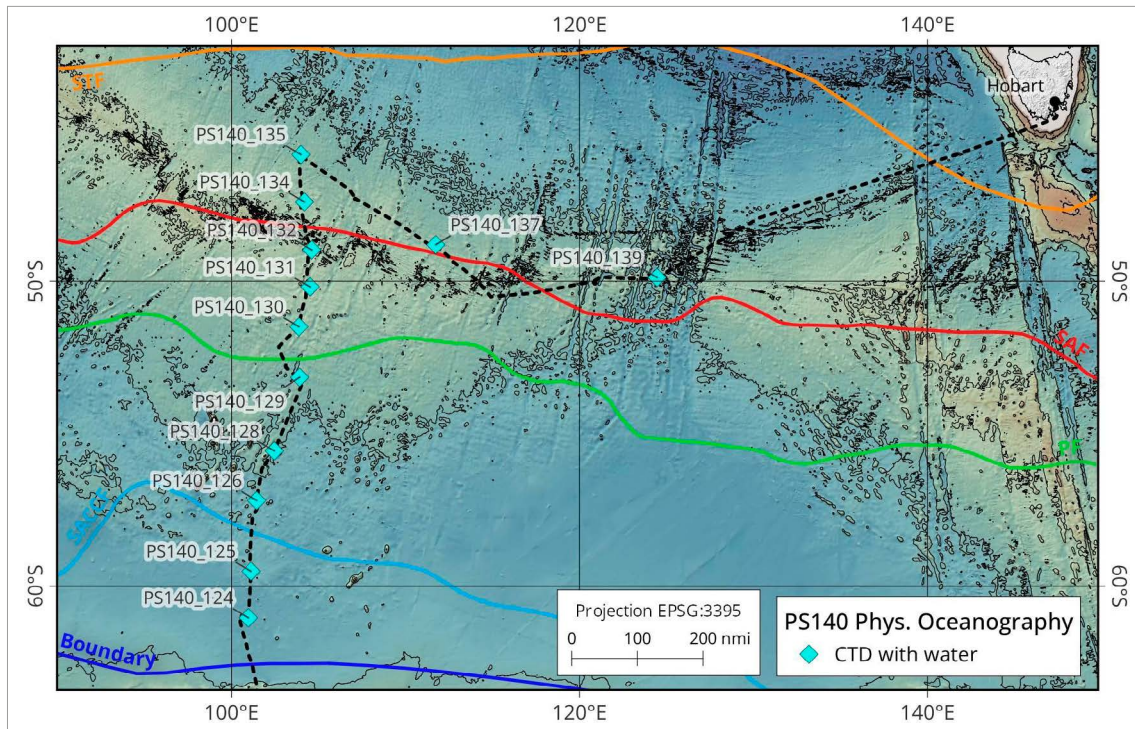 100°E
120°E
140°E
STF
Hobart
PS140_135
PS140_134
PS140_132
PS140_137
PS140_131
PS140_139
50°S
50°S
PS140_130
SAF
PS140_129
PS140_128
PF
PS140_126
SACCF
PS140_125
60°S
60°S
PS140_124
Projection EPSG:3395
0 100 200 nmi
PS140 Phys. Oceanography
CTD with water
Boundary
100°E
120°E
140°E